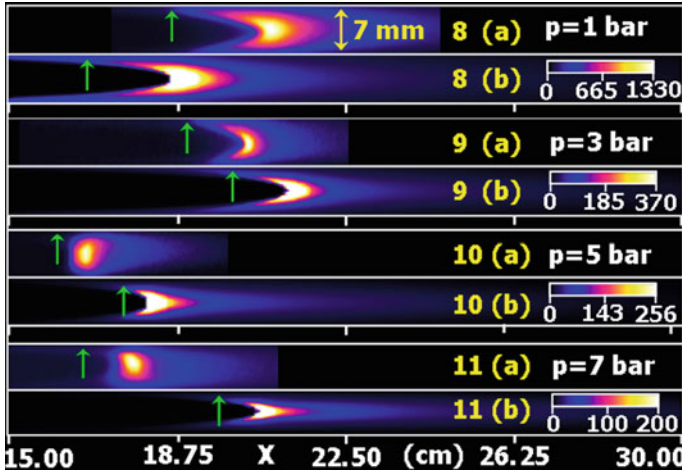 7 mm
8 (a) p=1 bar
8 (b)
0 665 1330
9 (a) p=3 bar
9 (b)
0 185 370
10 (a) p=5 bar
10 (b)
0 143 256
11 (a) p=7 bar
11 (b)
0 100 200
15.00 18.75 X 22.50 (cm) 26.25 30.00